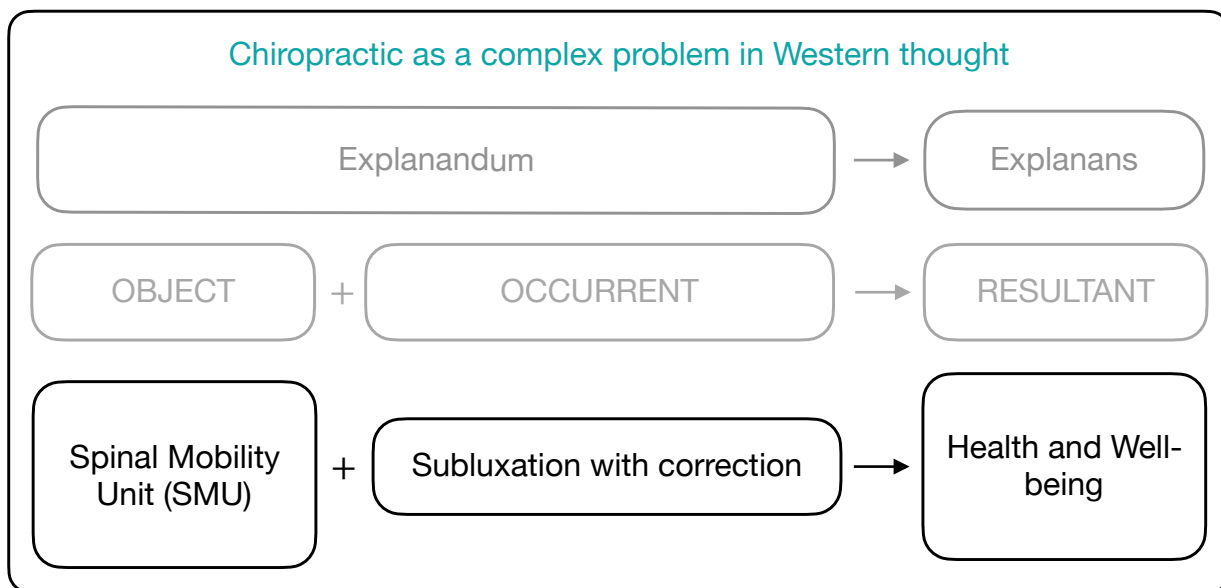 Chiropractic as a complex problem in Western thought
Explanandum
Explanans
OBJECT
+
OCCURRENT
RESULTANT
Spinal Mobility
Unit (SMU)
+
Subluxation with correction
Health and Well-
being